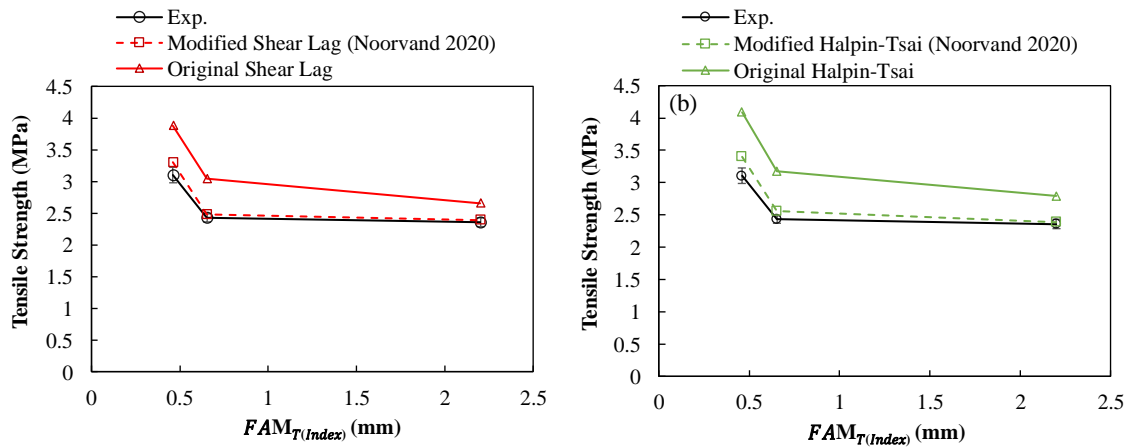 Exp.
Modified Shear Lag (Noorvand 2020)
Original Shear Lag
4.5
4
3.5
3
2.5
2
1.5
1
0.5
0
Tensile Strength (MPa)
0
0.5
1
1.5
2
2.5
FAM T(Index) (mm)
Exp.
Modified Halpin-Tsai (Noorvand 2020)
Original Halpin-Tsai
(b)
4.5
4
3.5
3
2.5
2
1.5
1
0.5
0
Tensile Strength (MPa)
0
0.5
1
1.5
2
2.5
FAM T(Index) (mm)